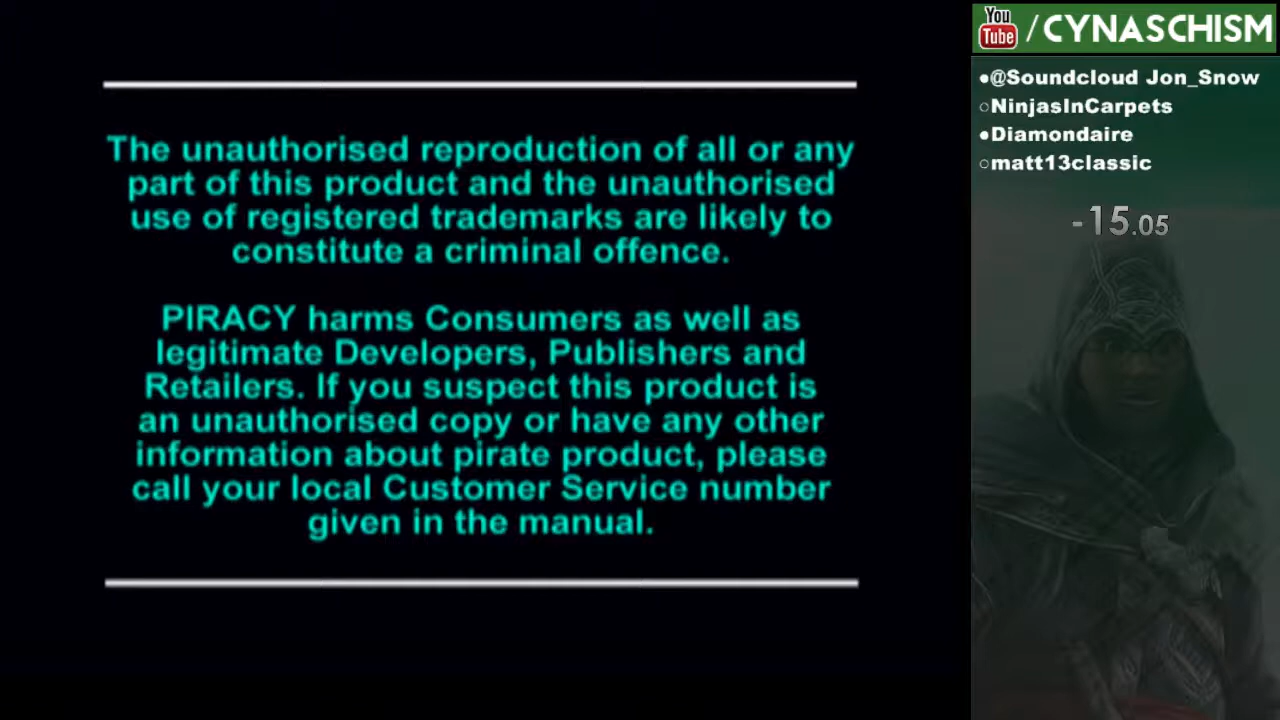 The unauthorised reproduction of all or any
part of this product and the unauthorised
use of registered trademarks are likely to
constitute a criminal offence.
PIRACY harms Consumers as well as
legitimate Developers, Publishers and
Retailers. If you suspect this product is
an unauthorised copy or have any other
information about pirate product, please
call your local Customer Service number
given in the manual.
You Tube /CYNASCHISM
•@Soundcloud Jon_Snow
○NinjasInCarpets
•Diamondaire
○matt13classic
-15.05